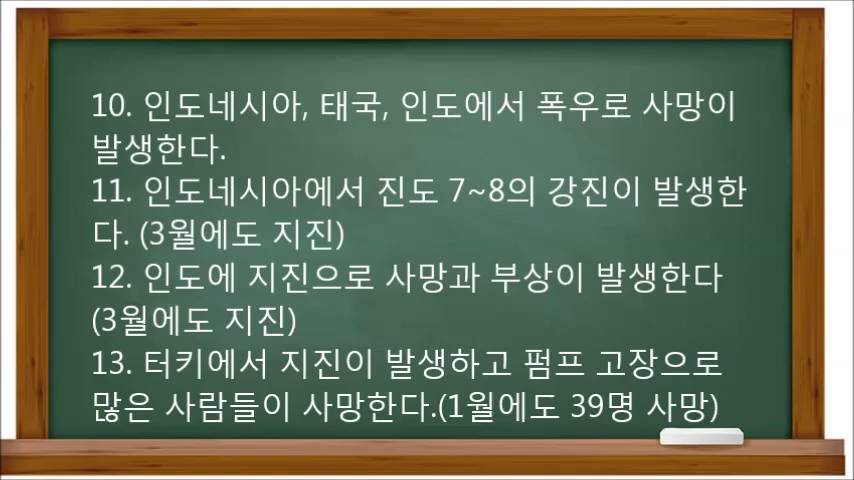 10. 인도네시아, 태국, 인도에서 폭우로 사망이
발생한다.
11. 인도네시아에서 진도 7~8의 강진이 발생한
다. (3월에도 지진)
12. 인도에 지진으로 사망과 부상이 발생한다
(3월에도 지진)
13. 터키에서 지진이 발생하고 펌프 고장으로
많은 사람들이 사망한다.(1월에도 39명 사망)